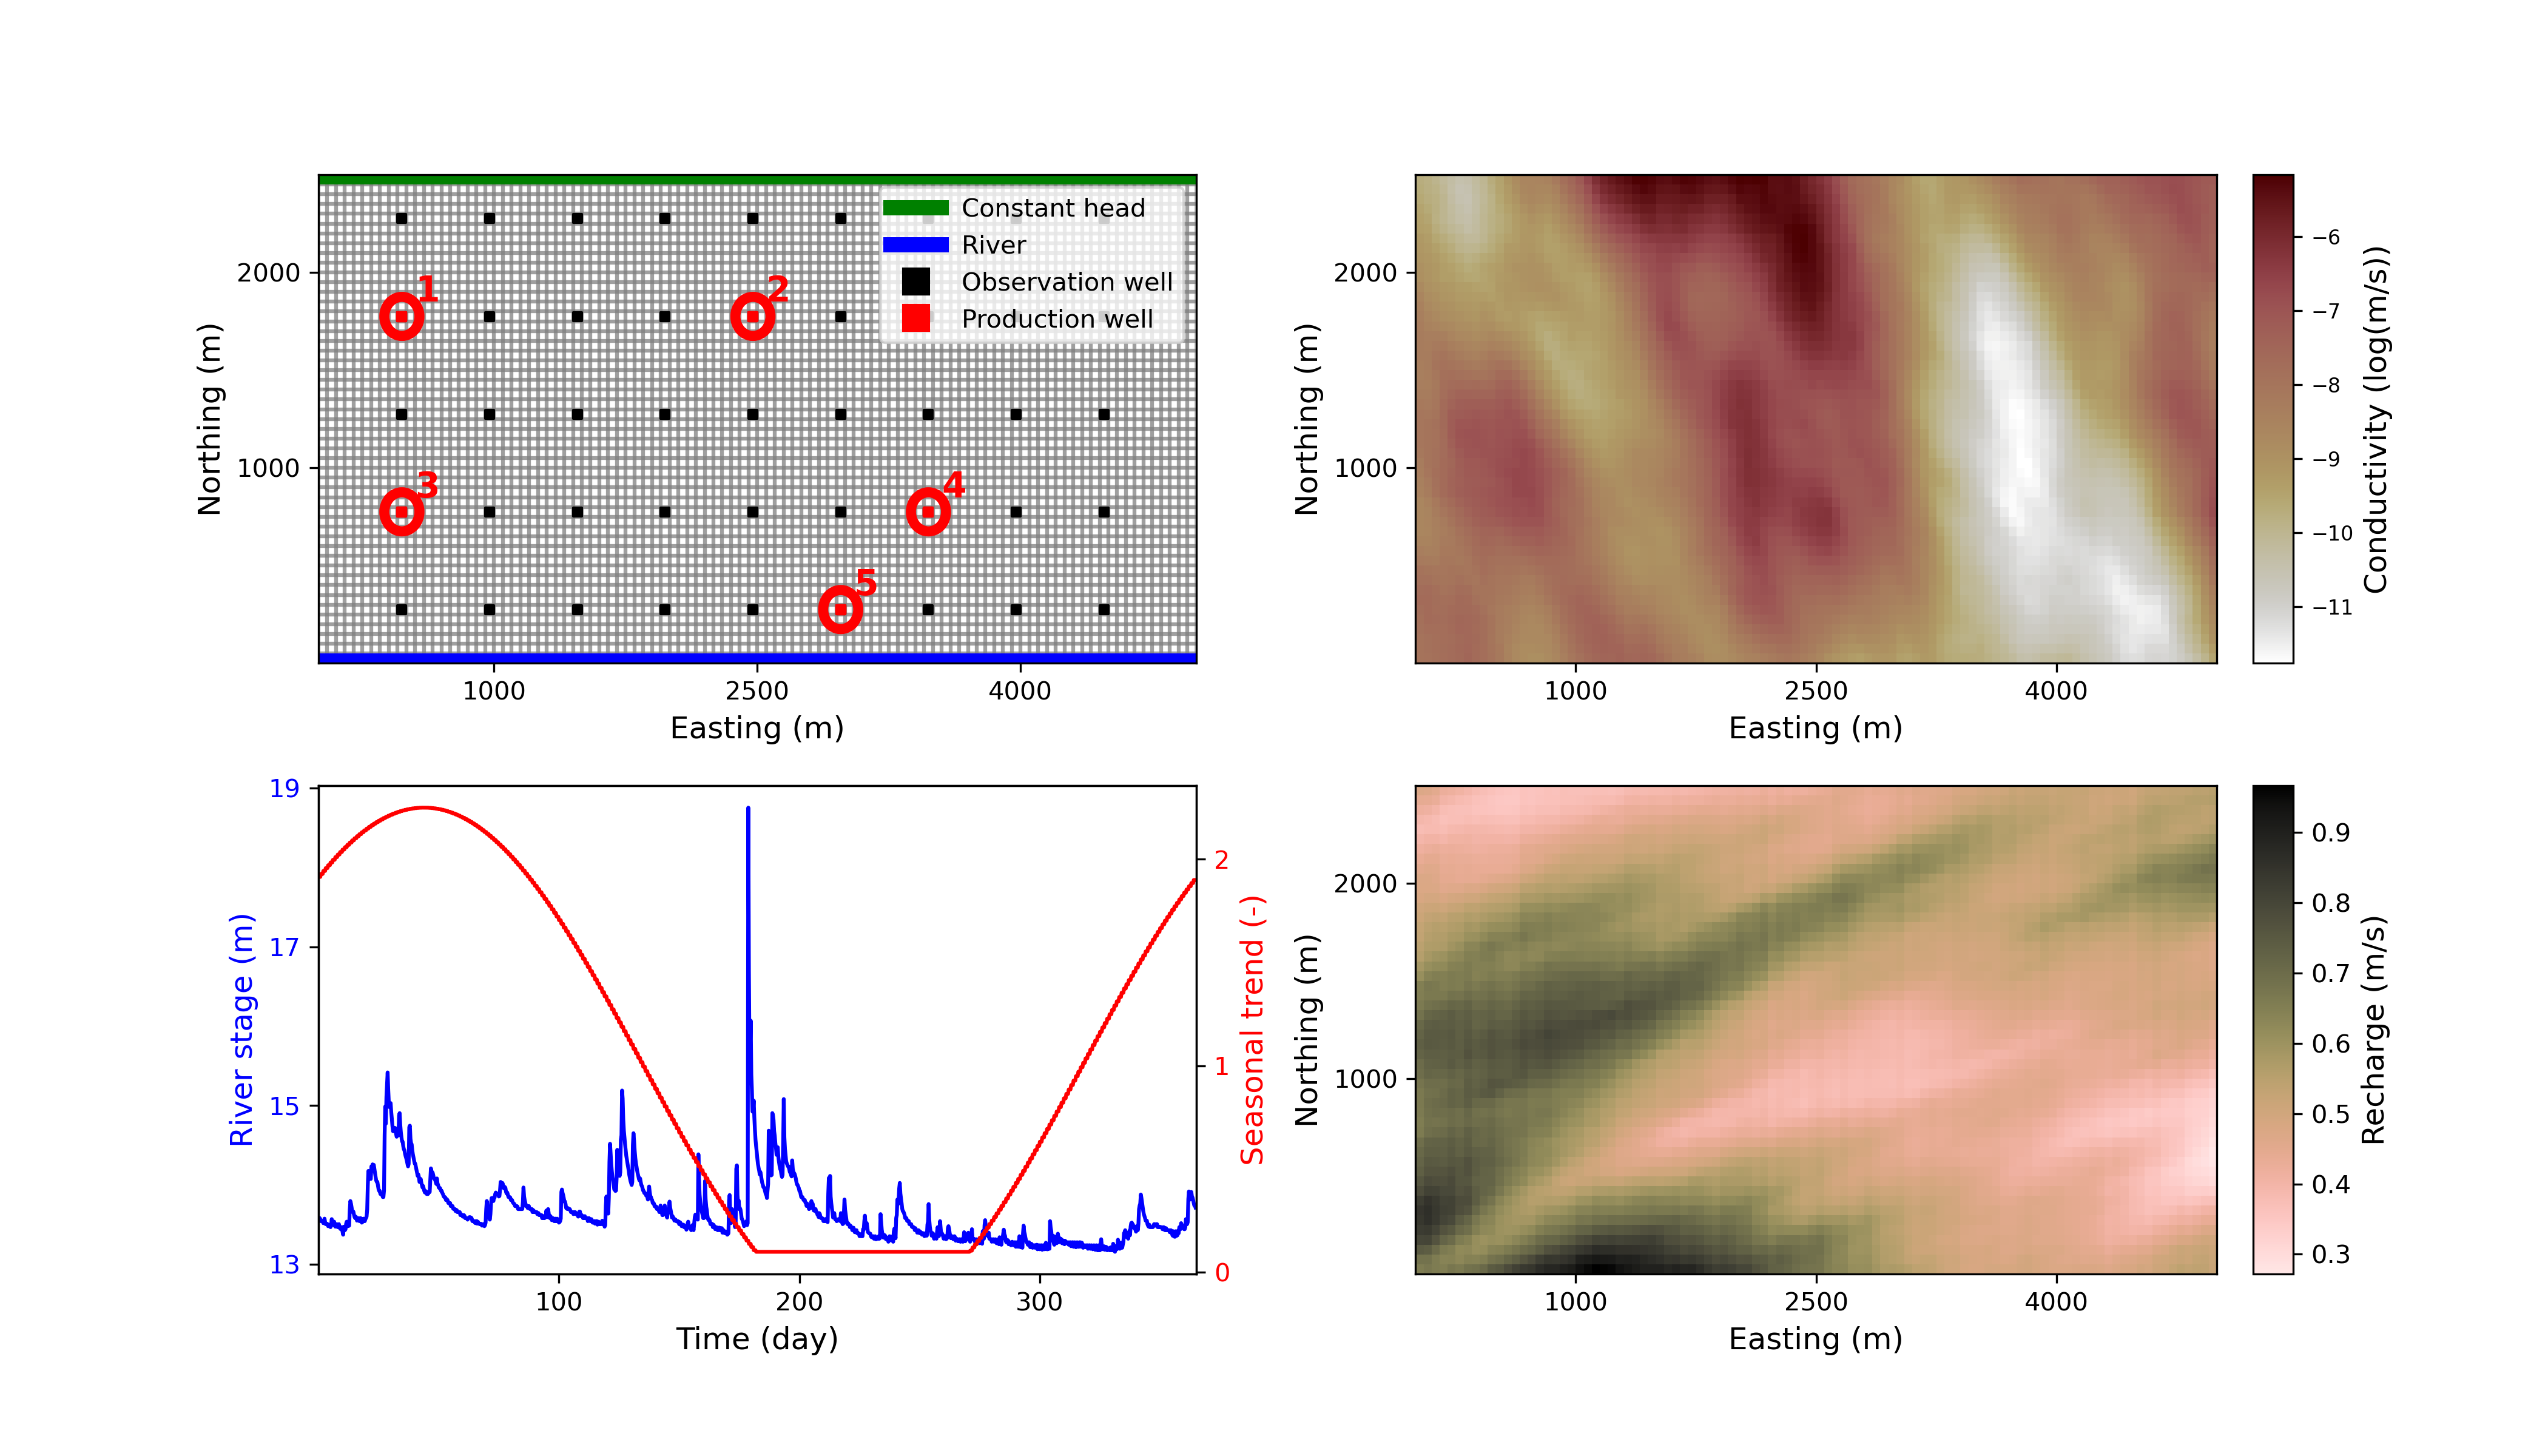 Constant head
River
Observation well
Production well
1
2
3
4
5
2000
1000
Northing (m)
1000
2500
4000
Easting (m)
2000
1000
Northing (m)
1000
2500
4000
Easting (m)
−6
−7
−8
−9
−10
−11
Conductivity (log(m/s))
19
17
15
13
River stage (m)
2
1
0
Seasonal trend (-)
100
200
300
Time (day)
2000
1000
Northing (m)
1000
2500
4000
Easting (m)
0.9
0.8
0.7
0.6
0.5
0.4
0.3
Recharge (m/s)